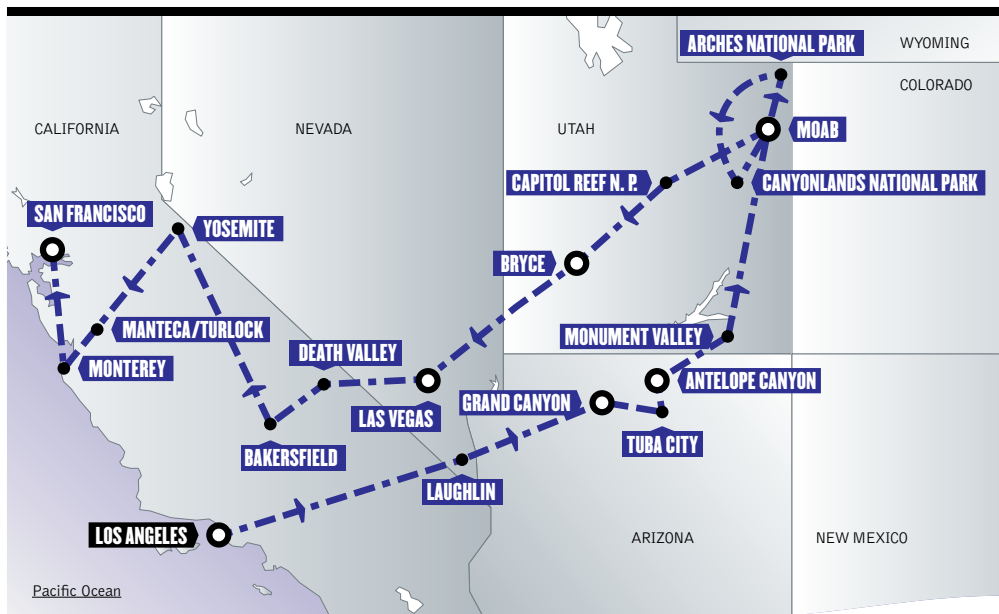 ARCHES NATIONAL PARK
WYOMING
COLORADO
CALIFORNIA
NEVADA
UTAH
MOAB
CAPITOL REEF N. P.
CANYONLANDS NATIONAL PARK
SAN FRANCISCO
YOSEMITE
BRYCE
MANTECA/TURLOCK
MONUMENT VALLEY
DEATH VALLEY
MONTEREY
ANTELOPE CANYON
GRAND CANYON
LAS VEGAS
TUBA CITY
BAKERSFIELD
LAUGHLIN
LOS ANGELES
ARIZONA
NEW MEXICO
Pacific Ocean